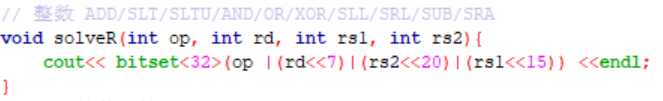 // 整数 ADD/SLT/SLTU/AND/OR/XOR/SLL/SRL/SUB/SRA
void solveR(int op, int rd, int rs1, int rs2){
    cout<< bitset<32>(op |(rd<<7)|(rs2<<20)|(rs1<<15)) <<endl;
}